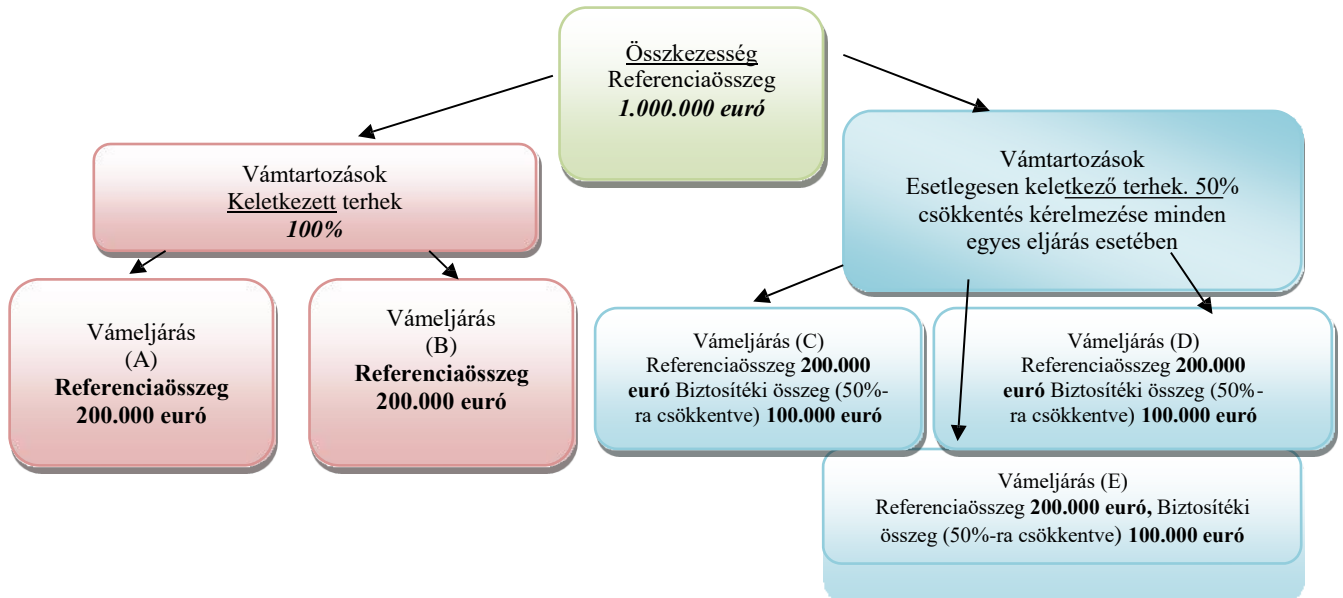 Összkezesség
Referenciaösszeg
1.000.000 euró
Vámtartozások
Keletkezett terhek
100%
Vámtartozások
Esetlegesen keletkező terhek. 50%
csökkentés kérelmezése minden
egyes eljárás esetében
Vámeljárás
(A)
Referenciaösszeg
200.000 euró
Vámeljárás
(B)
Referenciaösszeg
200.000 euró
Vámeljárás (C)
Referenciaösszeg 200.000
euró Biztosítéki összeg (50%-
ra csökkentve) 100.000 euró
Vámeljárás (D)
Referenciaösszeg 200.000
euró Biztosítéki összeg (50%-
ra csökkentve) 100.000 euró
Vámeljárás (E)
Referenciaösszeg 200.000 euró, Biztosítéki
összeg (50%-ra csökkentve) 100.000 euró